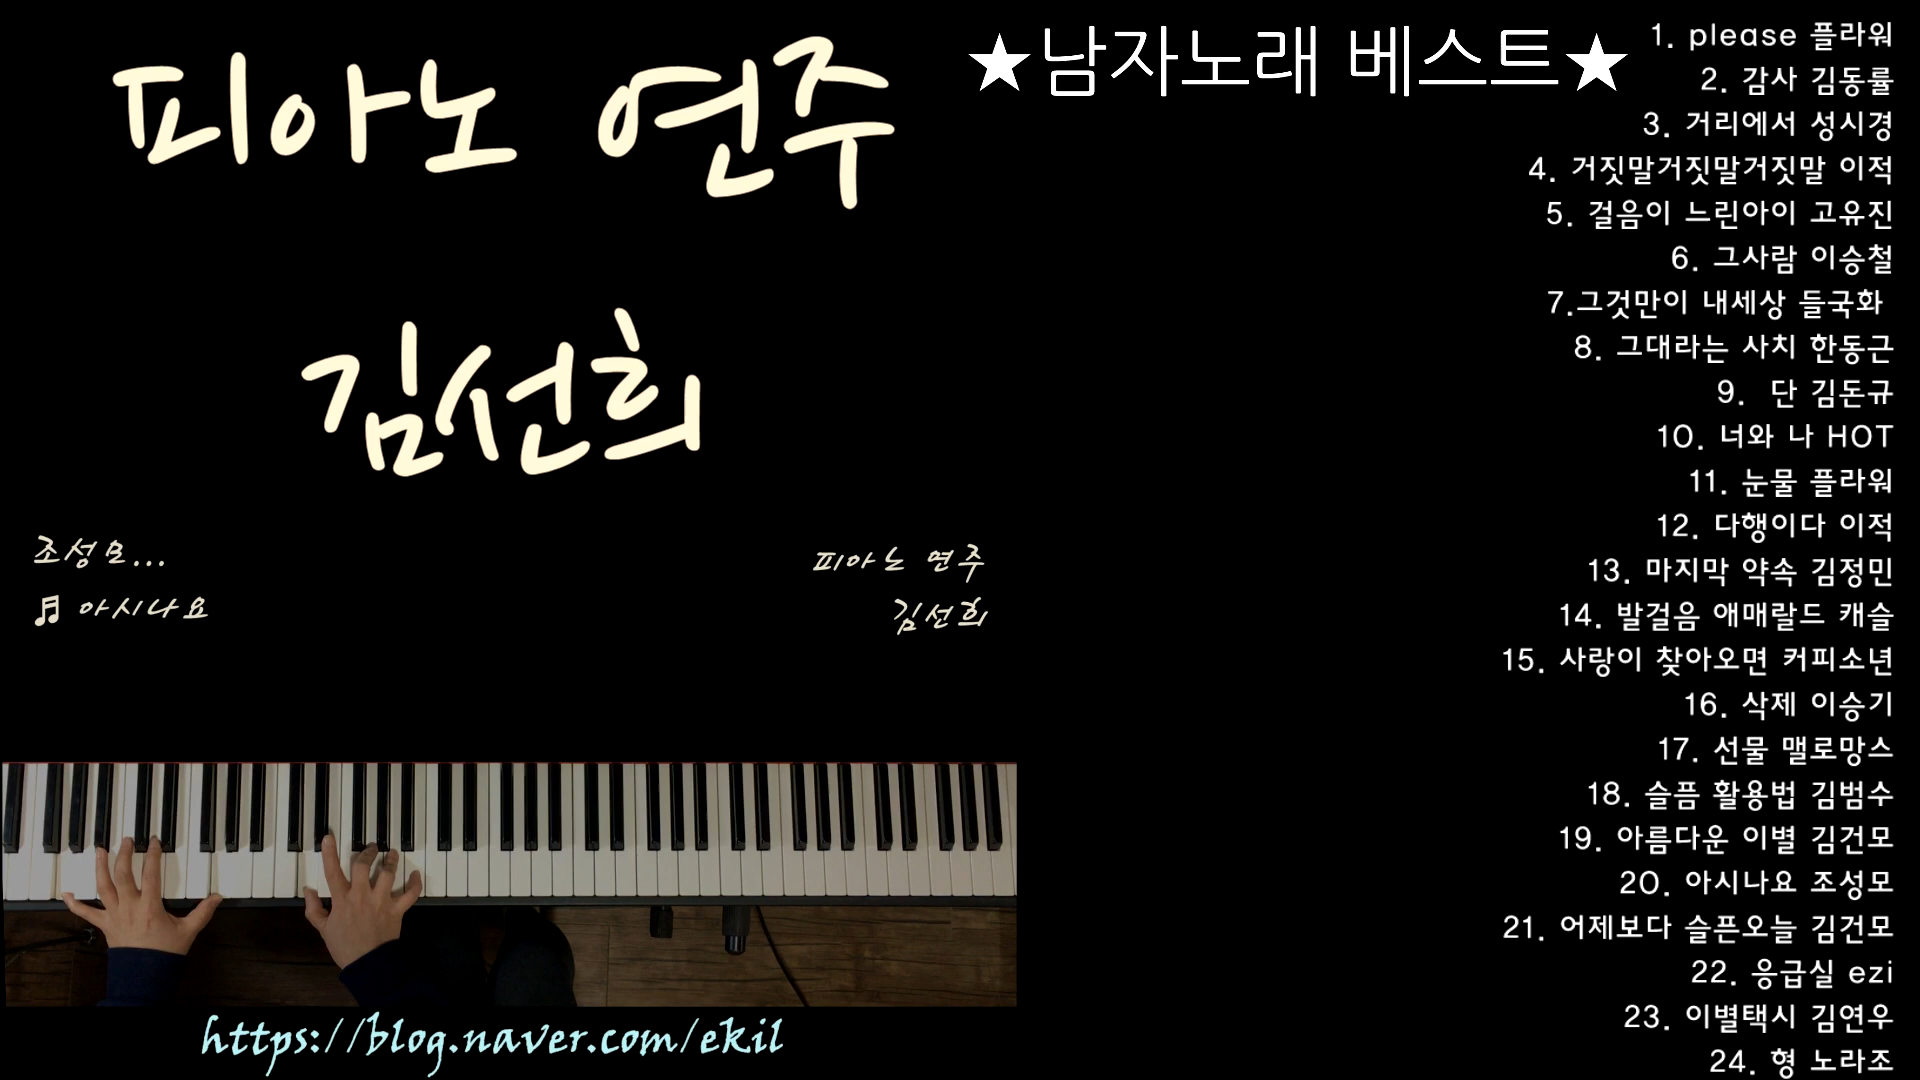 피아노 연주
김선희
조성모...
♬ 아시나요
피아노 연주
김선희
https://blog.naver.com/ekil
★남자노래 베스트★
1. please 플라워
2. 감사 김동률
3. 거리에서 성시경
4. 거짓말거짓말거짓말 이적
5. 걸음이 느린아이 고유진
6. 그사람 이승철
7.그것만이 내세상 들국화
8. 그대라는 사치 한동근
9. 단 김돈규
10. 너와 나 HOT
11. 눈물 플라워
12. 다행이다 이적
13. 마지막 약속 김정민
14. 발걸음 애매랄드 캐슬
15. 사랑이 찾아오면 커피소년
16. 삭제 이승기
17. 선물 맬로망스
18. 슬픔 활용법 김범수
19. 아름다운 이별 김건모
20. 아시나요 조성모
21. 어제보다 슬픈오늘 김건모
22. 응급실 ezi
23. 이별택시 김연우
24. 형 노라조